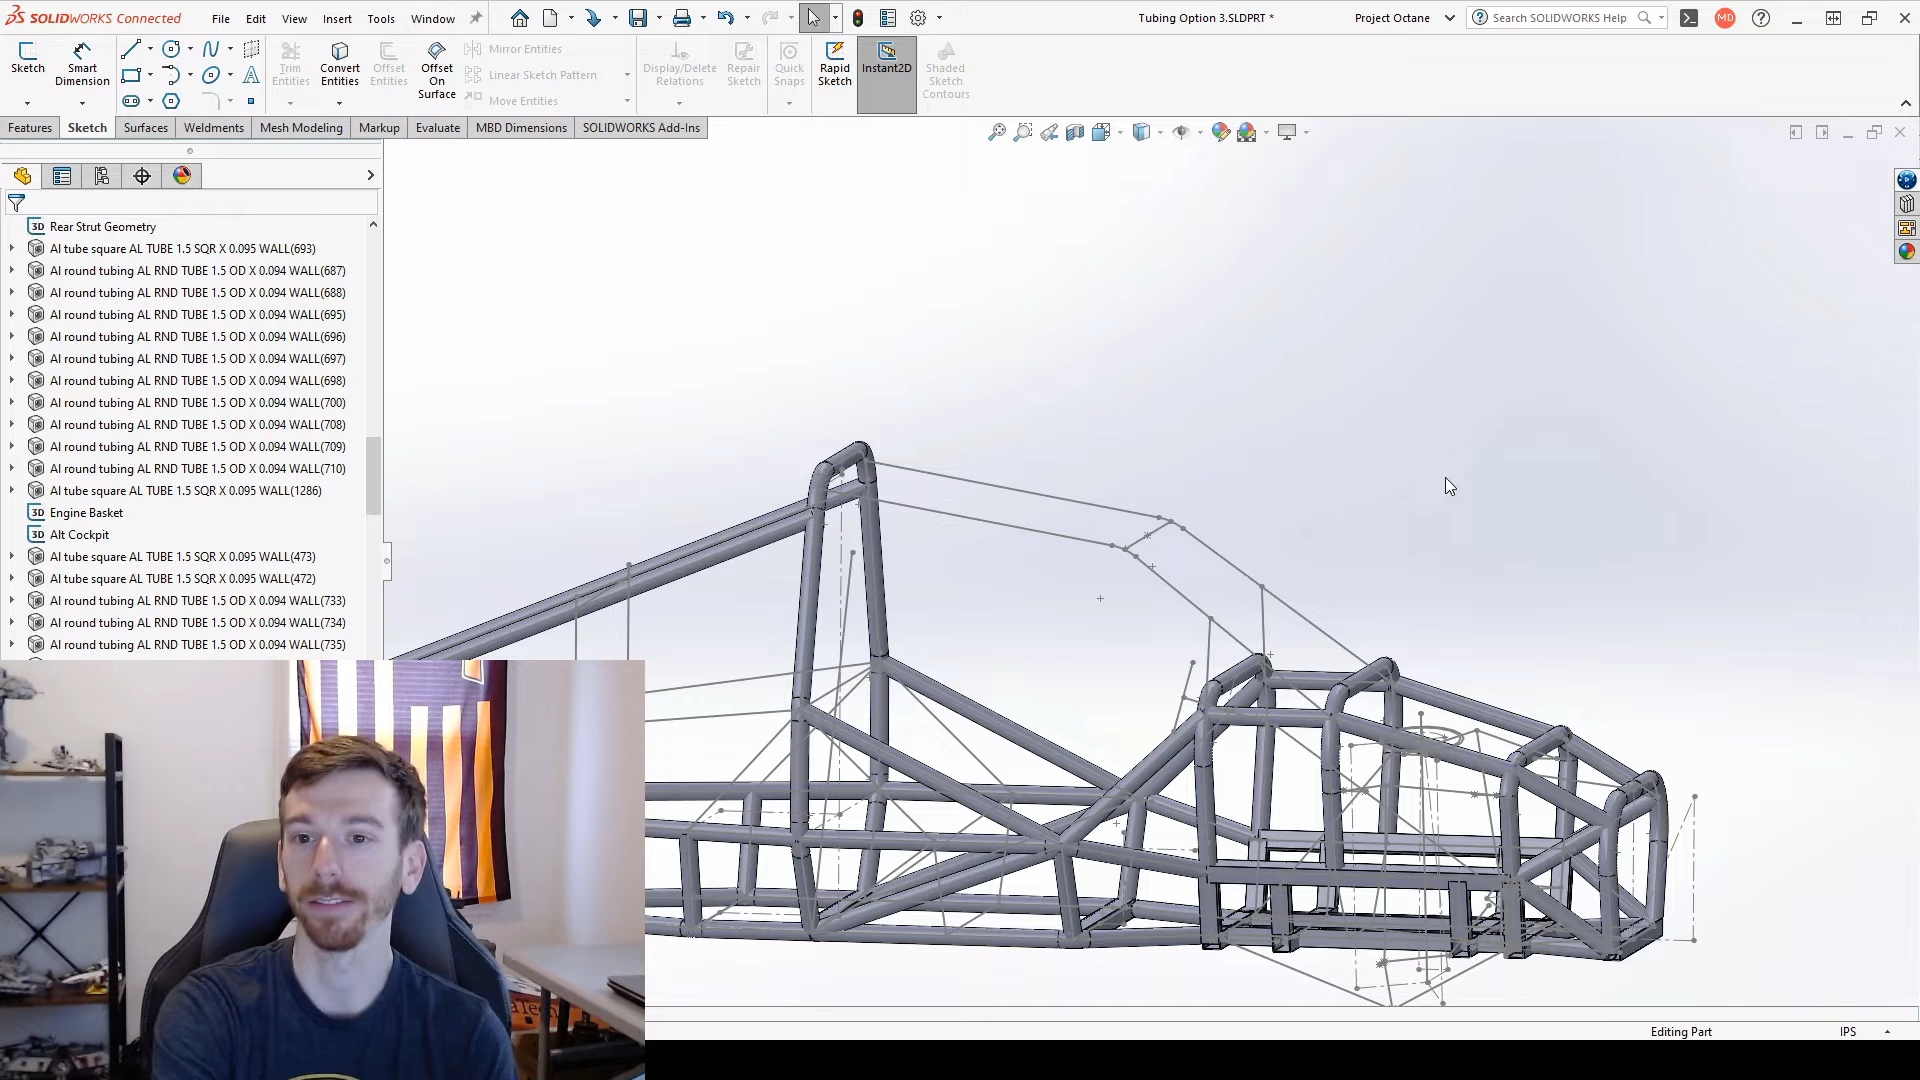 SOLIDWORKS Connected
File
Edit
View
Insert
Tools
Window
Tubing Option 3.SLDPRT *
Project Octane
Search SOLIDWORKS Help
MD
Sketch
Smart Dimension
Trim Entities
Convert Entities
Offset Entities
Offset On Surface
Mirror Entities
Linear Sketch Pattern
Move Entities
Display/Delete Relations
Repair Sketch
Quick Snaps
Rapid Sketch
Instant2D
Shaded Sketch Contours
Features
Sketch
Surfaces
Weldments
Mesh Modeling
Markup
Evaluate
MBD Dimensions
SOLIDWORKS Add-Ins
3D Rear Strut Geometry
Al tube square AL TUBE 1.5 SQR X 0.095 WALL(693)
Al round tubing AL RND TUBE 1.5 OD X 0.094 WALL(687)
Al round tubing AL RND TUBE 1.5 OD X 0.094 WALL(688)
Al round tubing AL RND TUBE 1.5 OD X 0.094 WALL(695)
Al round tubing AL RND TUBE 1.5 OD X 0.094 WALL(696)
Al round tubing AL RND TUBE 1.5 OD X 0.094 WALL(697)
Al round tubing AL RND TUBE 1.5 OD X 0.094 WALL(698)
Al round tubing AL RND TUBE 1.5 OD X 0.094 WALL(700)
Al round tubing AL RND TUBE 1.5 OD X 0.094 WALL(708)
Al round tubing AL RND TUBE 1.5 OD X 0.094 WALL(709)
Al round tubing AL RND TUBE 1.5 OD X 0.094 WALL(710)
Al tube square AL TUBE 1.5 SQR X 0.095 WALL(1286)
3D Engine Basket
3D Alt Cockpit
Al tube square AL TUBE 1.5 SQR X 0.095 WALL(473)
Al tube square AL TUBE 1.5 SQR X 0.095 WALL(472)
Al round tubing AL RND TUBE 1.5 OD X 0.094 WALL(733)
Al round tubing AL RND TUBE 1.5 OD X 0.094 WALL(734)
Al round tubing AL RND TUBE 1.5 OD X 0.094 WALL(735)
Editing Part
IPS